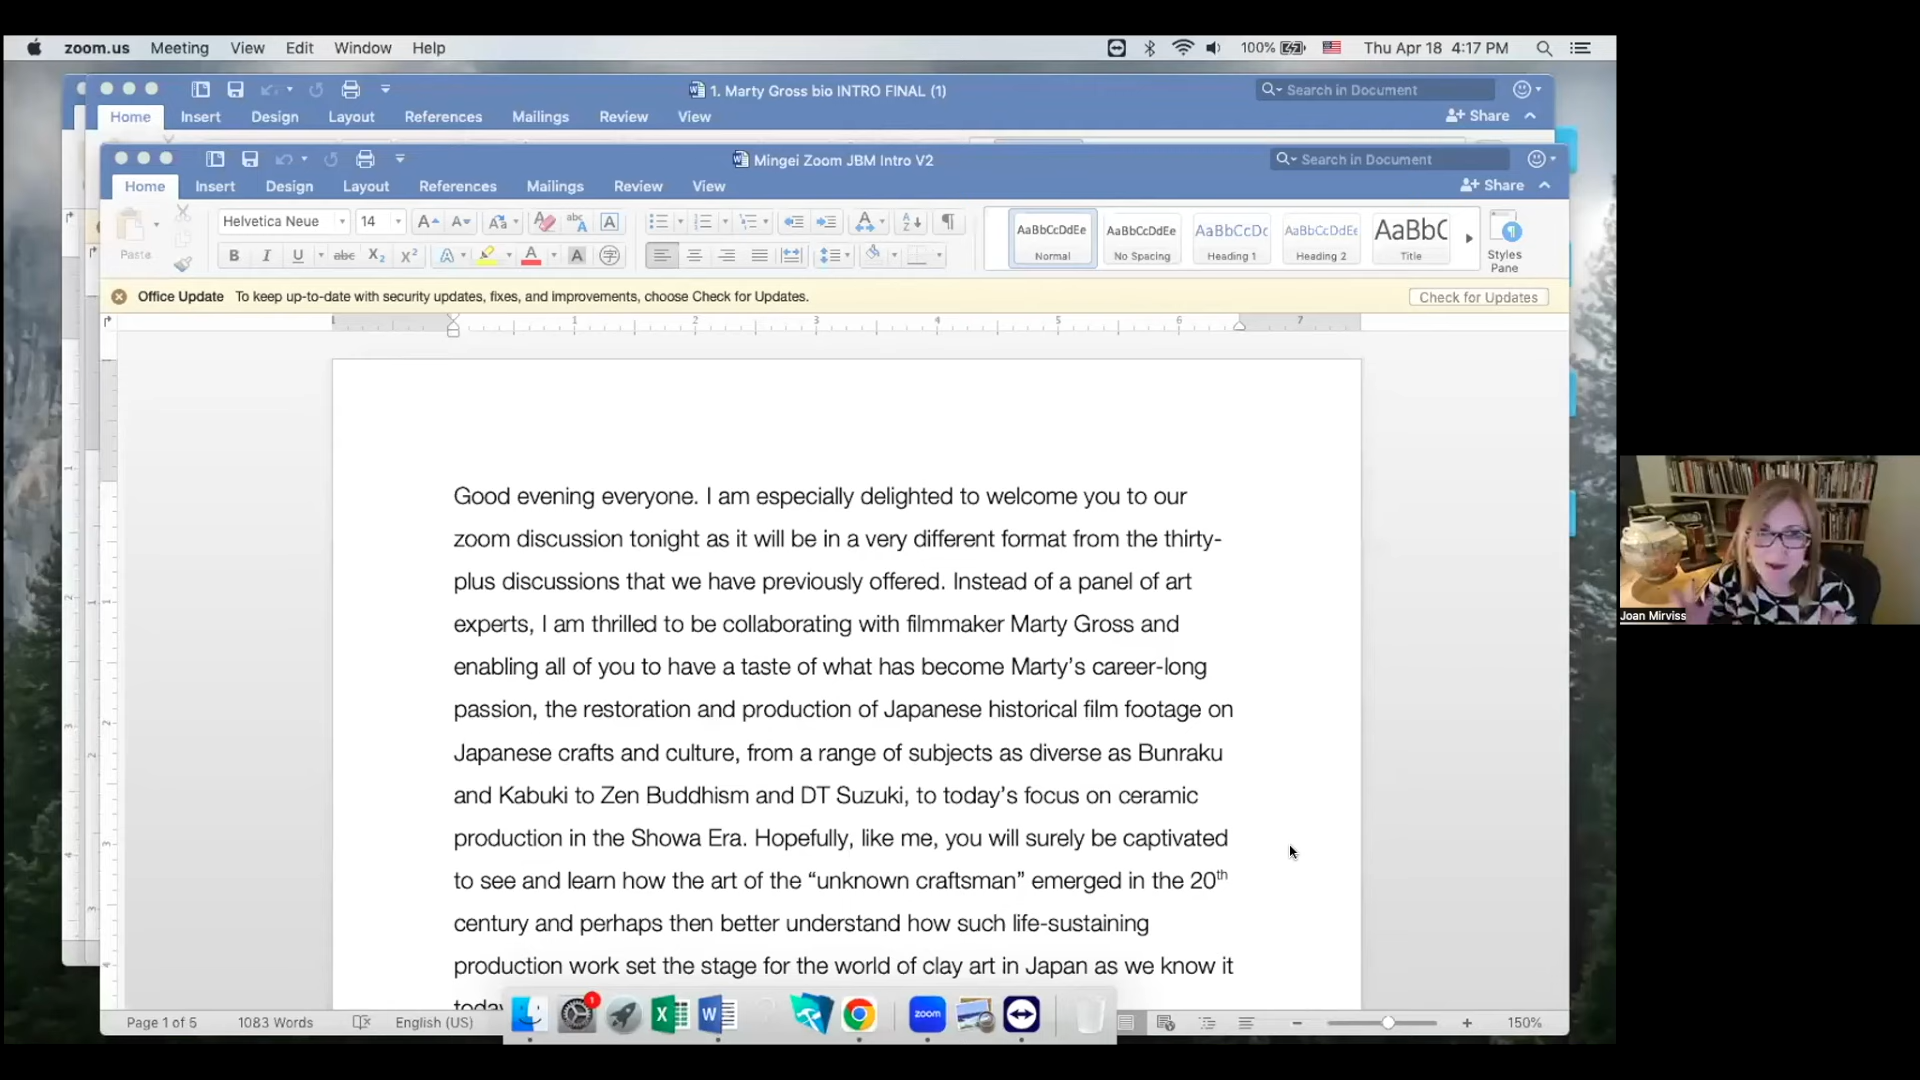 zoom.us Meeting View Edit Window Help 100% Thu Apr 18 4:17 PM
1. Marty Gross bio INTRO FINAL (1) Search in Document
Home Insert Design Layout References Mailings Review View Share
Mingei Zoom JBM Intro V2 Search in Document
Home Insert Design Layout References Mailings Review View Share
Helvetica Neue 14 AaBbCcDdEe AaBbCcDdEe AaBbCcDc AaBbCcDdEe AaBbC
Paste Normal No Spacing Heading 1 Heading 2 Title Styles Pane
Office Update To keep up-to-date with security updates, fixes, and improvements, choose Check for Updates. Check for Updates
1 1 2 3 4 5 6 7
Good evening everyone. I am especially delighted to welcome you to our
zoom discussion tonight as it will be in a very different format from the thirty-
plus discussions that we have previously offered. Instead of a panel of art
experts, I am thrilled to be collaborating with filmmaker Marty Gross and
enabling all of you to have a taste of what has become Marty’s career-long
passion, the restoration and production of Japanese historical film footage on
Japanese crafts and culture, from a range of subjects as diverse as Bunraku
and Kabuki to Zen Buddhism and DT Suzuki, to today’s focus on ceramic
production in the Showa Era. Hopefully, like me, you will surely be captivated
to see and learn how the art of the “unknown craftsman” emerged in the 20th
century and perhaps then better understand how such life-sustaining
production work set the stage for the world of clay art in Japan as we know it
today
Joan Mirviss
Page 1 of 5 1083 Words English (US) zoom 150%